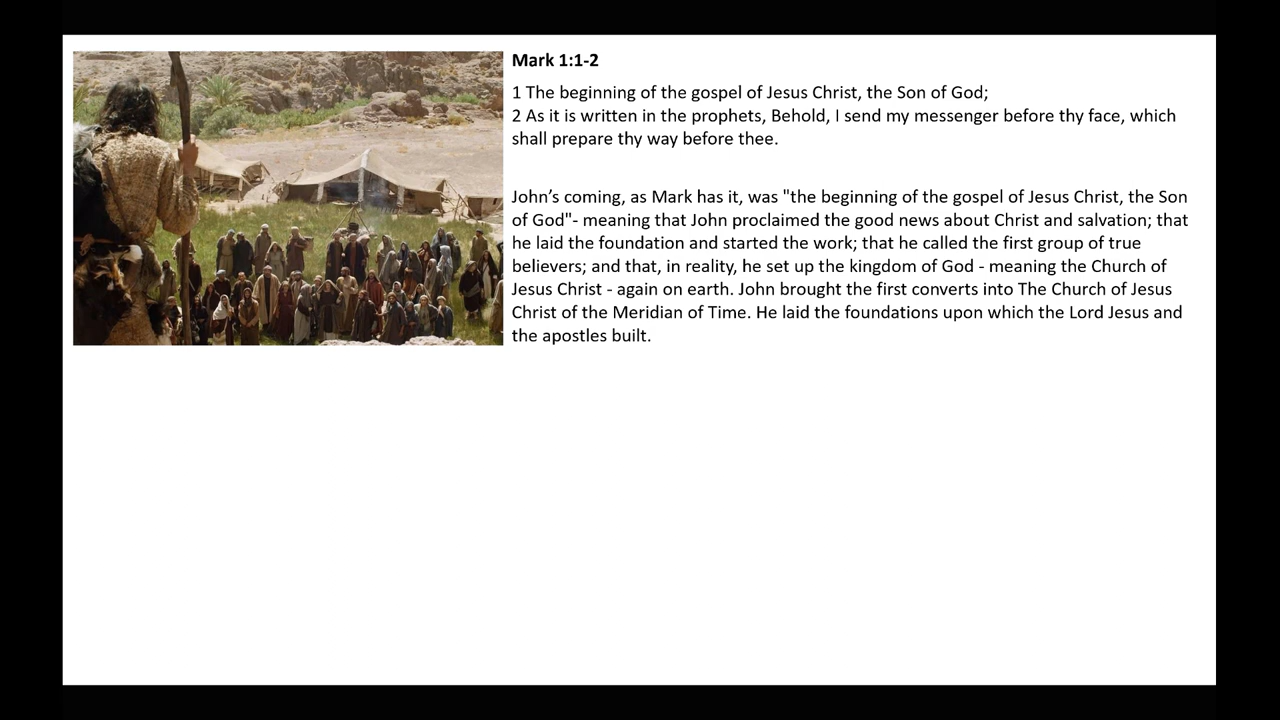 Mark 1:1-2
1 The beginning of the gospel of Jesus Christ, the Son of God;
2 As it is written in the prophets, Behold, I send my messenger before thy face, which
shall prepare thy way before thee.
John’s coming, as Mark has it, was "the beginning of the gospel of Jesus Christ, the Son
of God"- meaning that John proclaimed the good news about Christ and salvation; that
he laid the foundation and started the work; that he called the first group of true
believers; and that, in reality, he set up the kingdom of God - meaning the Church of
Jesus Christ - again on earth. John brought the first converts into The Church of Jesus
Christ of the Meridian of Time. He laid the foundations upon which the Lord Jesus and
the apostles built.